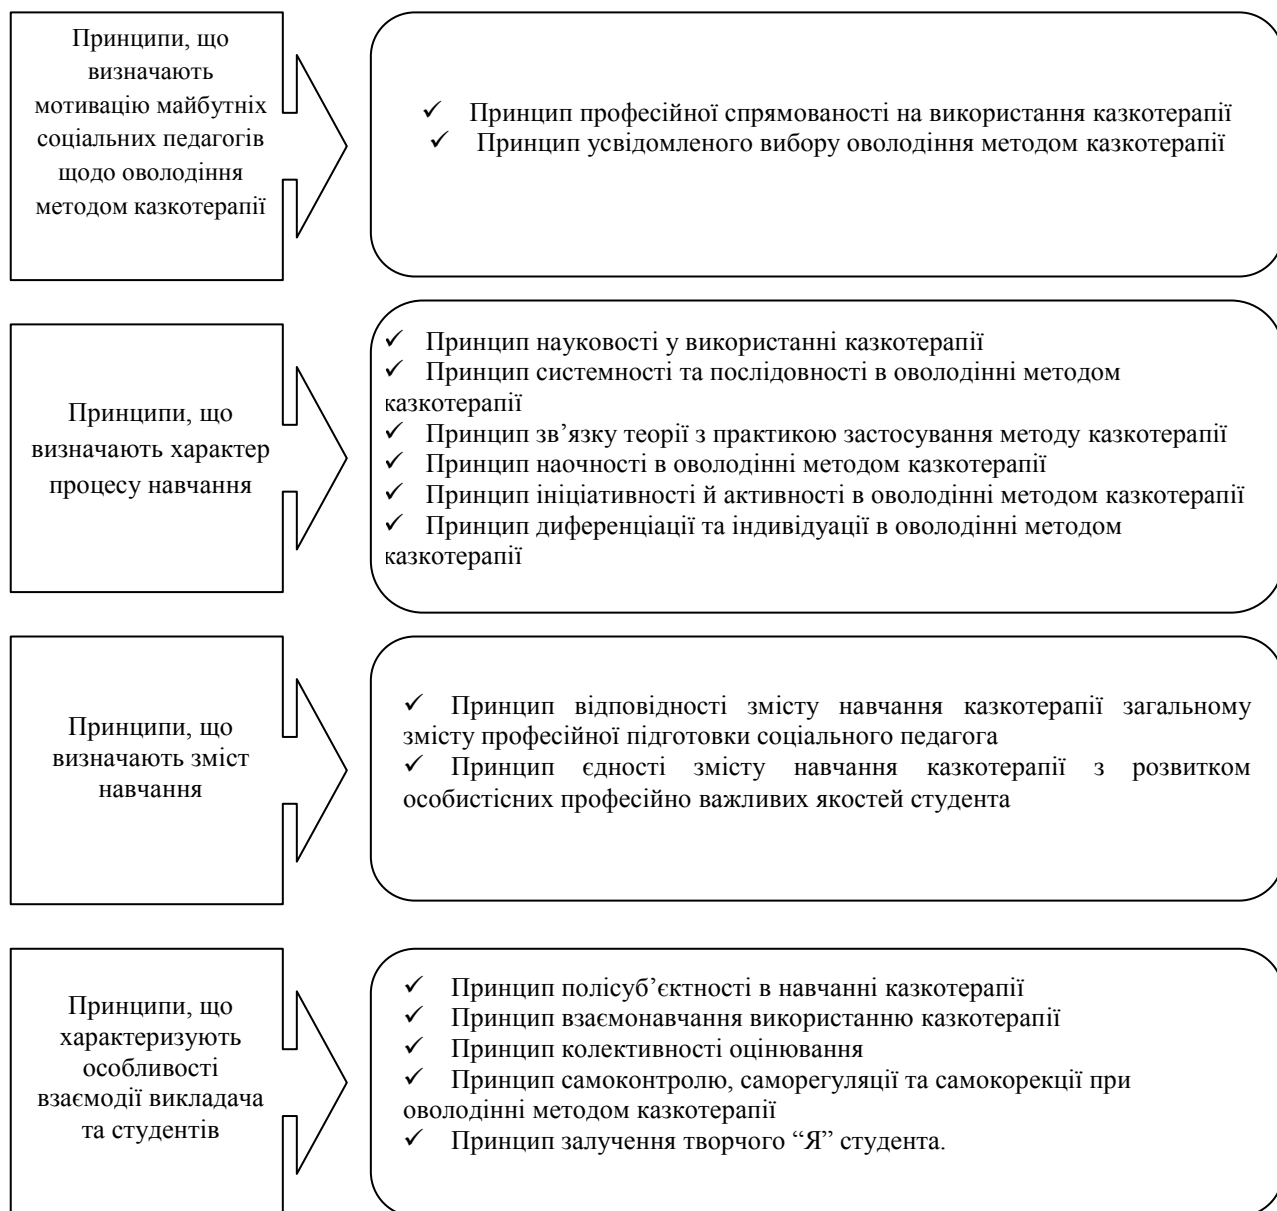 Принципи, що
визначають
мотивацію майбутніх
соціальних педагогів
щодо оволодіння
методом казкотерапії
✓ Принцип професійної спрямованості на використання казкотерапії
✓ Принцип усвідомленого вибору оволодіння методом казкотерапії
Принципи, що
визначають характер
процесу навчання
✓ Принцип науковості у використанні казкотерапії
✓ Принцип системності та послідовності в оволодінні методом
казкотерапії
✓ Принцип зв’язку теорії з практикою застосування методу казкотерапії
✓ Принцип наочності в оволодінні методом казкотерапії
✓ Принцип ініціативності й активності в оволодінні методом казкотерапії
✓ Принцип диференціації та індивідуації в оволодінні методом
казкотерапії
Принципи, що
визначають зміст
навчання
✓ Принцип відповідності змісту навчання казкотерапії загальному
змісту професійної підготовки соціального педагога
✓ Принцип єдності змісту навчання казкотерапії з розвитком
особистісних професійно важливих якостей студента
Принципи, що
характеризують
особливості
взаємодії викладача
та студентів
✓ Принцип полісуб’єктності в навчанні казкотерапії
✓ Принцип взаємонавчання використанню казкотерапії
✓ Принцип колективності оцінювання
✓ Принцип самоконтролю, саморегуляції та самокорекції при
оволодінні методом казкотерапії
✓ Принцип залучення творчого “Я” студента.